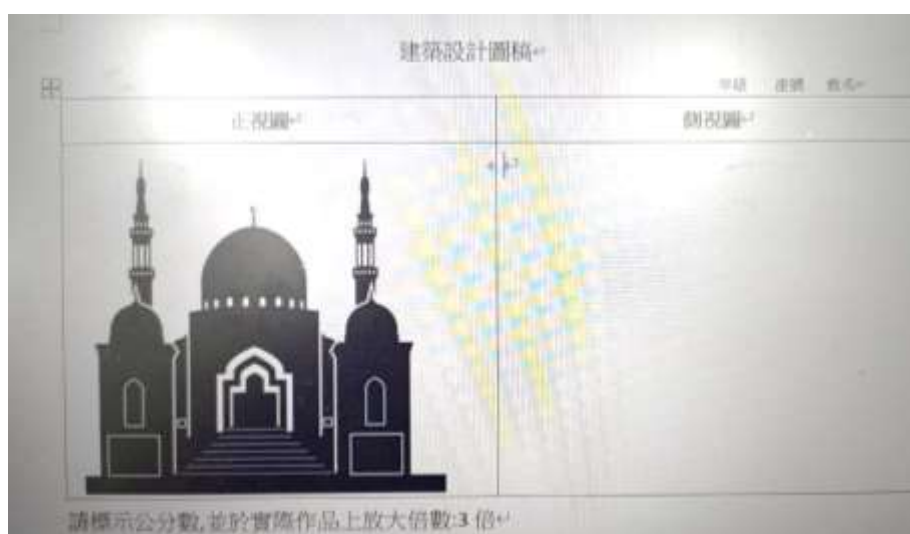 建築設計圖稿
年級 座號 姓名
正視圖
側視圖
請標示公分數,並於實際作品上放大倍數:3 倍